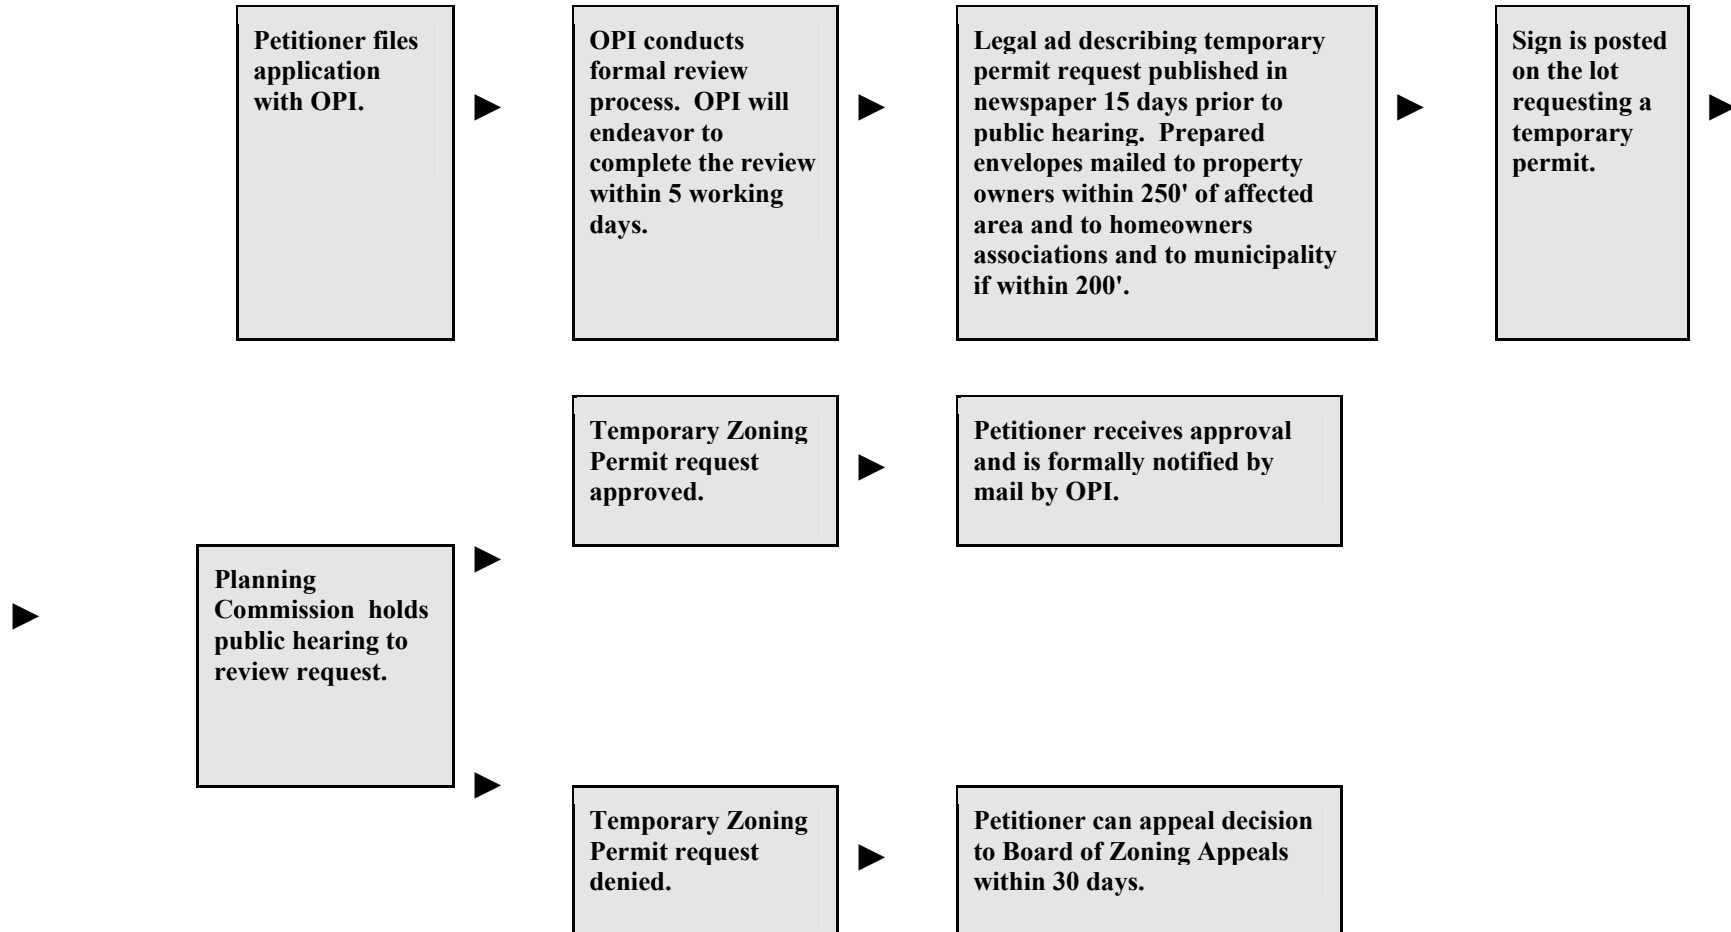 Petitioner files
application
with OPI.
OPI conducts
formal review
process.  OPI will
endeavor to
complete the review
within 5 working
days.
Legal ad describing temporary
permit request published in
newspaper 15 days prior to
public hearing.  Prepared
envelopes mailed to property
owners within 250' of affected
area and to homeowners
associations and to municipality
if within 200'.
Sign is posted
on the lot
requesting a
temporary
permit.
Planning
Commission  holds
public hearing to
review request.
Temporary Zoning
Permit request
approved.
Petitioner receives approval
and is formally notified by
mail by OPI.
Temporary Zoning
Permit request
denied.
Petitioner can appeal decision
to Board of Zoning Appeals
within 30 days.